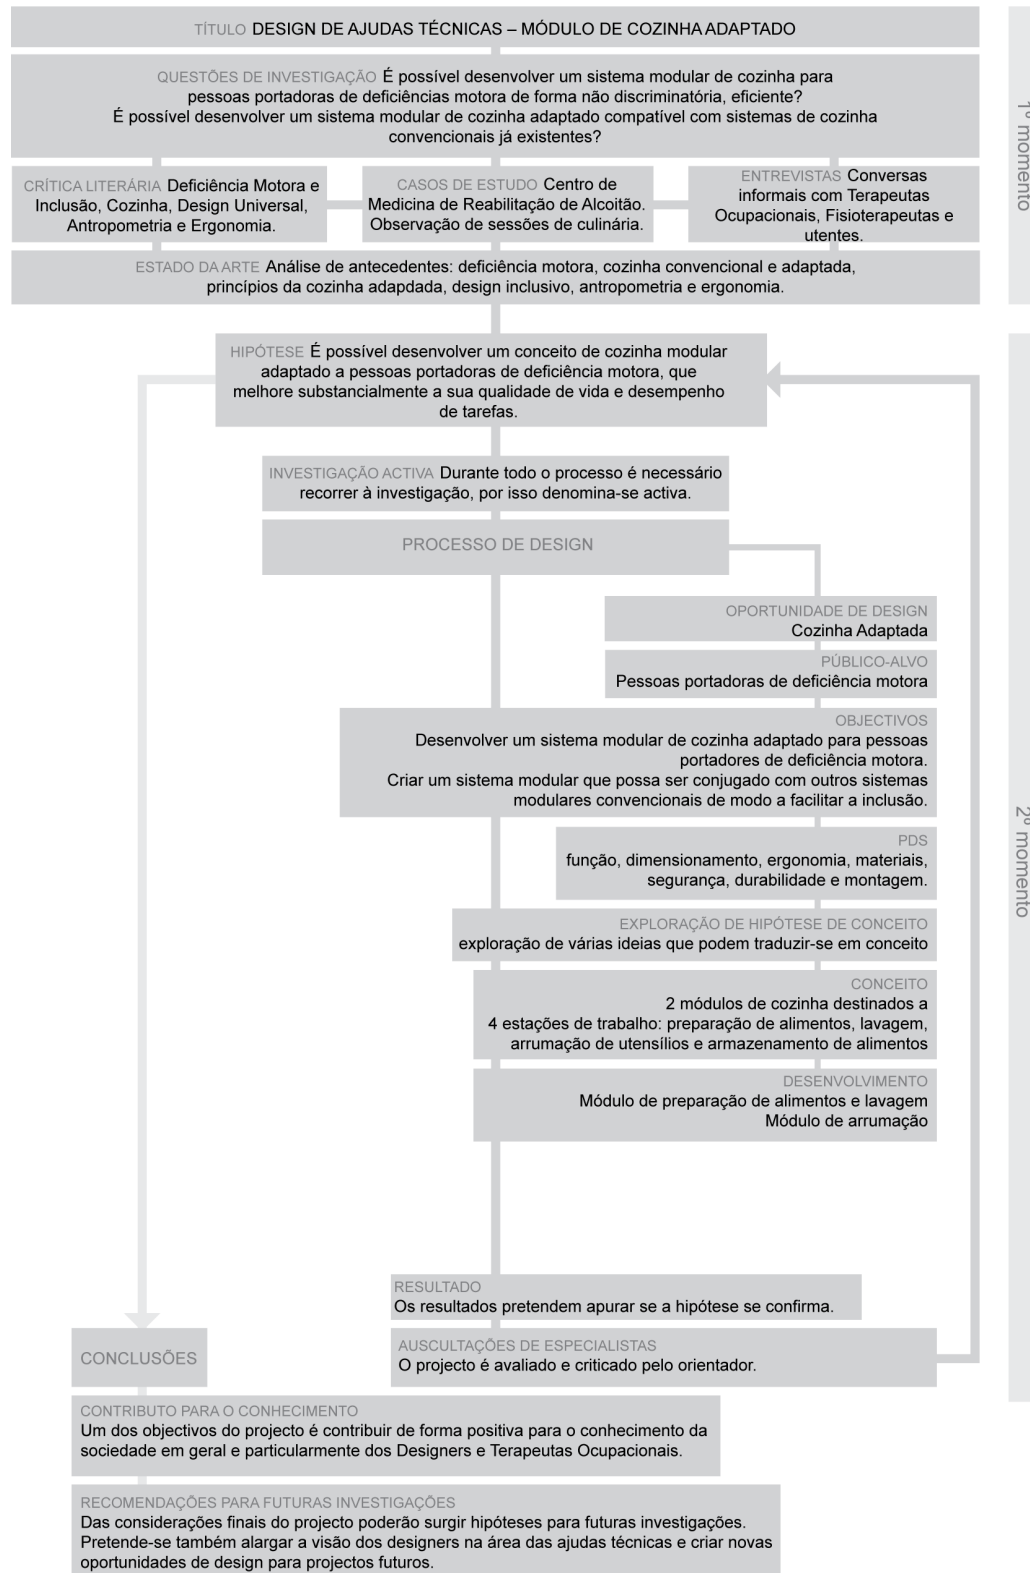 TÍTULO DESIGN DE AJUDAS TÉCNICAS – MÓDULO DE COZINHA ADAPTADO
1º momento
QUESTÕES DE INVESTIGAÇÃO É possível desenvolver um sistema modular de cozinha para
pessoas portadoras de deficiências motora de forma não discriminatória, eficiente?
É possível desenvolver um sistema modular de cozinha adaptado compatível com sistemas de cozinha
convencionais já existentes?
CRÍTICA LITERÁRIA Deficiência Motora e
Inclusão, Cozinha, Design Universal,
Antropometria e Ergonomia.
CASOS DE ESTUDO Centro de
Medicina de Reabilitação de Alcoitão.
Observação de sessões de culinária.
ENTREVISTAS Conversas
informais com Terapeutas
Ocupacionais, Fisioterapeutas e
utentes.
ESTADO DA ARTE Análise de antecedentes: deficiência motora, cozinha convencional e adaptada,
princípios da cozinha adapdada, design inclusivo, antropometria e ergonomia.
HIPÓTESE É possível desenvolver um conceito de cozinha modular
adaptado a pessoas portadoras de deficiência motora, que
melhore substancialmente a sua qualidade de vida e desempenho
de tarefas.
INVESTIGAÇÃO ACTIVA Durante todo o processo é necessário
recorrer à investigação, por isso denomina-se activa.
PROCESSO DE DESIGN
OPORTUNIDADE DE DESIGN
Cozinha Adaptada
PÚBLICO-ALVO
Pessoas portadoras de deficiência motora
OBJECTIVOS
Desenvolver um sistema modular de cozinha adaptado para pessoas
portadores de deficiência motora.
Criar um sistema modular que possa ser conjugado com outros sistemas
modulares convencionais de modo a facilitar a inclusão.
2º momento
PDS
função, dimensionamento, ergonomia, materiais,
segurança, durabilidade e montagem.
EXPLORAÇÃO DE HIPÓTESE DE CONCEITO
exploração de várias ideias que podem traduzir-se em conceito
CONCEITO
2 módulos de cozinha destinados a
4 estações de trabalho: preparação de alimentos, lavagem,
arrumação de utensílios e armazenamento de alimentos
DESENVOLVIMENTO
Módulo de preparação de alimentos e lavagem
Módulo de arrumação
RESULTADO
Os resultados pretendem apurar se a hipótese se confirma.
AUSCULTAÇÕES DE ESPECIALISTAS
O projecto é avaliado e criticado pelo orientador.
CONCLUSÕES
CONTRIBUTO PARA O CONHECIMENTO
Um dos objectivos do projecto é contribuir de forma positiva para o conhecimento da
sociedade em geral e particularmente dos Designers e Terapeutas Ocupacionais.
RECOMENDAÇÕES PARA FUTURAS INVESTIGAÇÕES
Das considerações finais do projecto poderão surgir hipóteses para futuras investigações.
Pretende-se também alargar a visão dos designers na área das ajudas técnicas e criar novas
oportunidades de design para projectos futuros.